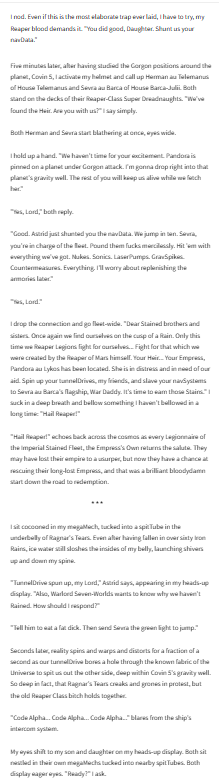 I nod. Even if this is the most elaborate trap ever laid, I have to try, my
Reaper blood demands it. "You did good, Daughter. Shunt us your
navData."
Five minutes later, after having studied the Gorgon positions around the
planet, Covin 5, I activate my helmet and call up Herman au Telemanus
of House Telemanus and Sevra au Barca of House Barca-Julii. Both
stand on the decks of their Reaper-Class Super Dreadnaughts. "We've
found the Heir. Are you with us?" I say simply.
Both Herman and Sevra start blathering at once, eyes wide.
I hold up a hand. "We haven't time for your excitement. Pandora is
pinned on a planet under Gorgon attack. I'm gonna drop right into that
planet's gravity well. The rest of you will keep us alive while we fetch
her."
"Yes, Lord," both reply.
"Good. Astrid just shunted you the navData. We jump in ten. Sevra,
you're in charge of the fleet. Pound them fucks mercilessly. Hit 'em with
everything we've got. Nukes. Sonics. LaserPumps. GravSpikes.
Countermeasures. Everything. I'll worry about replenishing the
armories later."
"Yes, Lord."
I drop the connection and go fleet-wide. "Dear Stained brothers and
sisters. Once again we find ourselves on the cusp of a Rain. Only this
time we Reaper Legions fight for ourselves... Fight for that which we
were created by the Reaper of Mars himself. Your Heir... Your Empress,
Pandora au Lykos has been located. She is in distress and in need of our
aid. Spin up your tunnelDrives, my friends, and slave your navSystems
to Sevra au Barca's flagship, War Daddy. It's time to earn those Stains." I
suck in a deep breath and bellow something I haven't bellowed in a
long time: "Hail Reaper!"
"Hail Reaper!" echoes back across the cosmos as every Legionnaire of
the Imperial Stained Fleet, the Empress's Own returns the salute. They
may have lost their empire to a usurper, but now they have a chance at
rescuing their long-lost Empress, and that was a brilliant bloodydamn
start down the road to redemption.
***
I sit cocooned in my megaMech, tucked into a spitTube in the
underbelly of Ragnar's Tears. Even after having fallen in over sixty Iron
Rains, ice water still sloshes the insides of my belly, launching shivers
up and down my spine.
"TunnelDrive spun up, my Lord," Astrid says, appearing in my heads-up
display. "Also, Warlord Seven-Worlds wants to know why we haven't
Rained. How should I respond?"
"Tell him to eat a fat dick. Then send Sevra the green light to jump."
Seconds later, reality spins and warps and distorts for a fraction of a
second as our tunnelDrive bores a hole through the known fabric of the
Universe to spit us out the other side, deep within Covin 5's gravity well.
So deep in fact, that Ragnar's Tears creaks and grones in protest, but
the old Reaper Class bitch holds together.
"Code Alpha... Code Alpha... Code Alpha..." blares from the ship's
intercom system.
My eyes shift to my son and daughter on my heads-up display. Both sit
nestled in their own megaMechs tucked into nearby spitTubes. Both
display eager eyes. "Ready?" I ask.